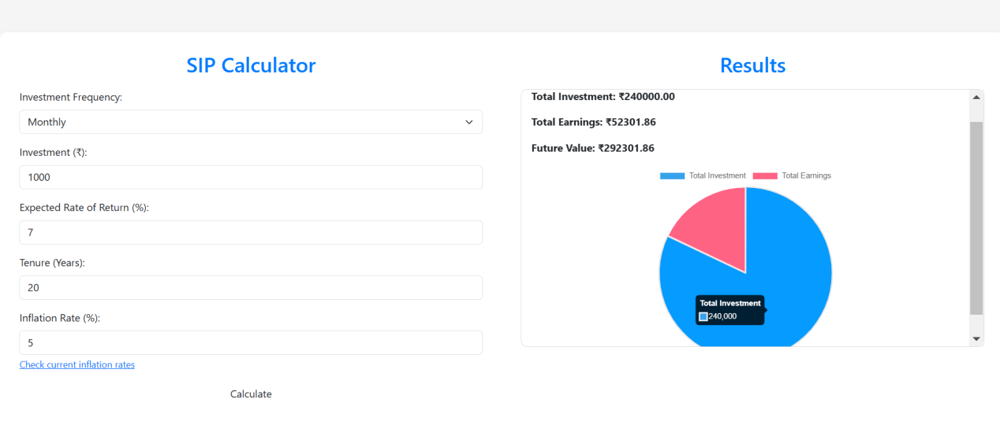 SIP Calculator
Investment Frequency:
Monthly
Investment (₹):
1000
Expected Rate of Return (%):
7
Tenure (Years):
20
Inflation Rate (%):
5
Check current inflation rates
Calculate
Results
Total Investment: ₹240000.00
Total Earnings: ₹52301.86
Future Value: ₹292301.86
Total Investment Total Earnings
Total Investment
240,000